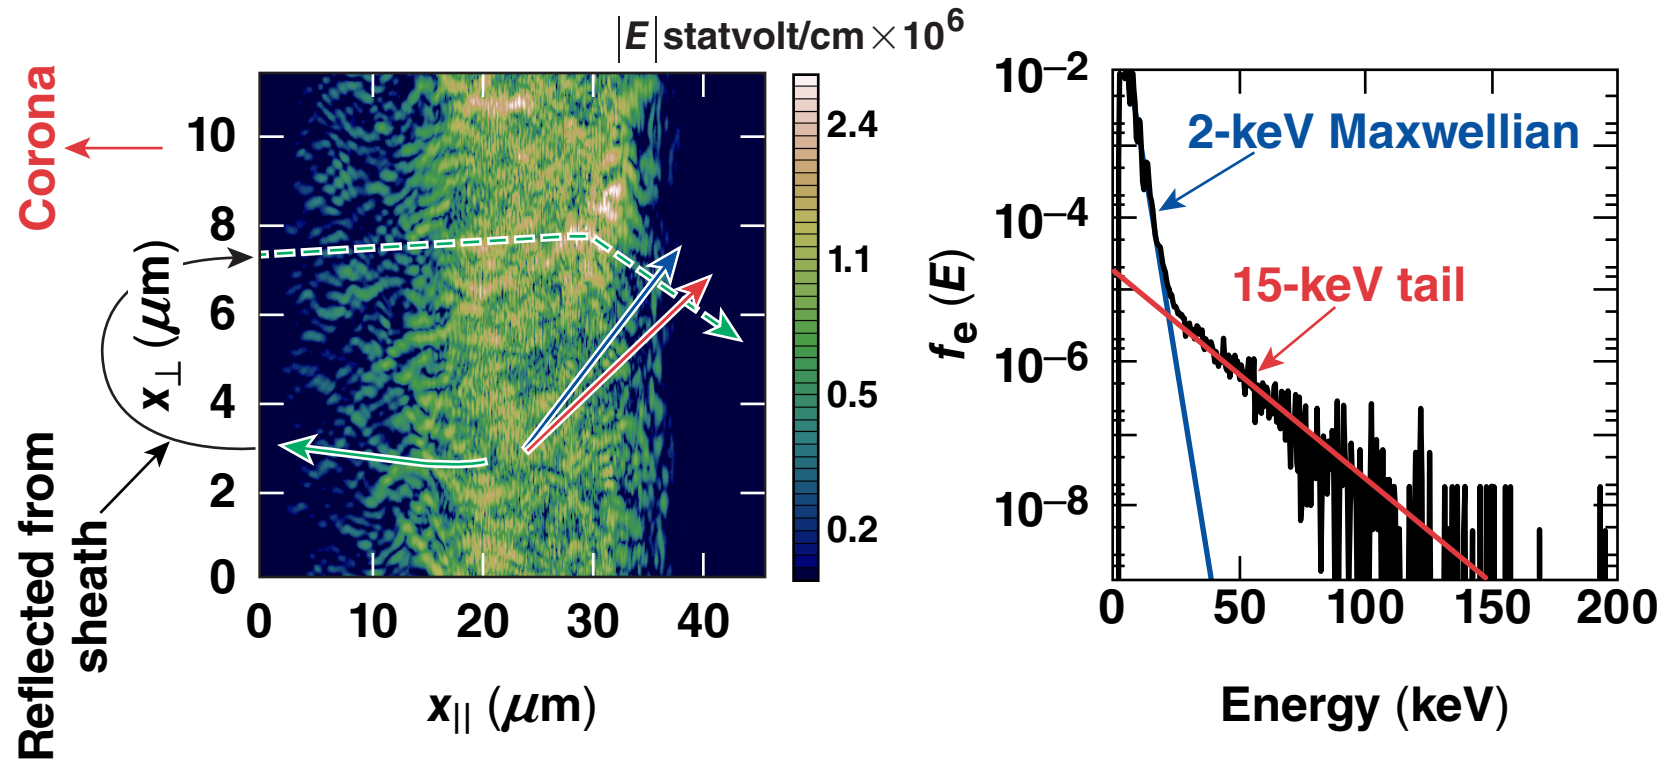 |E| statvolt/cm × 10⁶
Corona
Reflected from
sheath
x⊥ (μm)
10
8
6
4
2
0
0
10
20
30
40
x|| (μm)
2.4
1.1
0.5
0.2
fe (E)
10–2
10–4
10–6
10–8
2-keV Maxwellian
15-keV tail
0
50
100
150
200
Energy (keV)